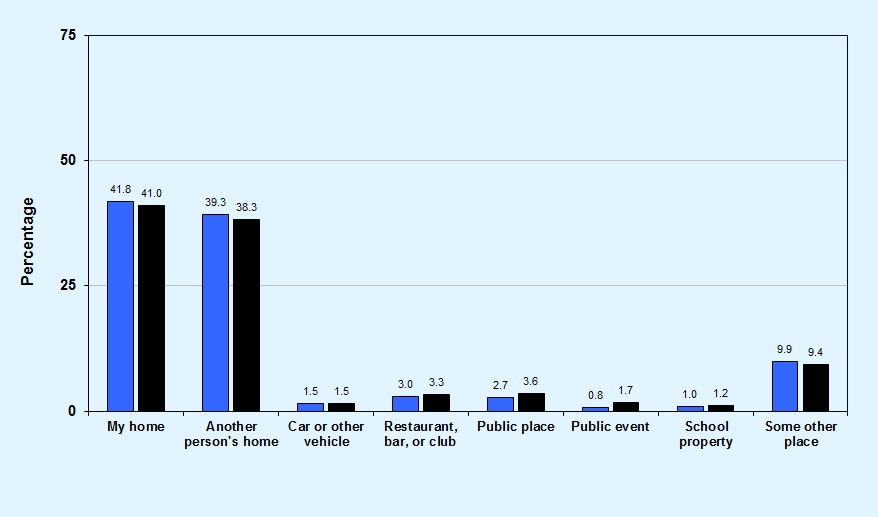 75
50
25
0
Percentage
41.8 41.0
39.3 38.3
1.5 1.5
3.0 3.3
2.7 3.6
0.8 1.7
1.0 1.2
9.9 9.4
My home
Another
person's home
Car or other
vehicle
Restaurant,
bar, or club
Public place
Public event
School
property
Some other
place